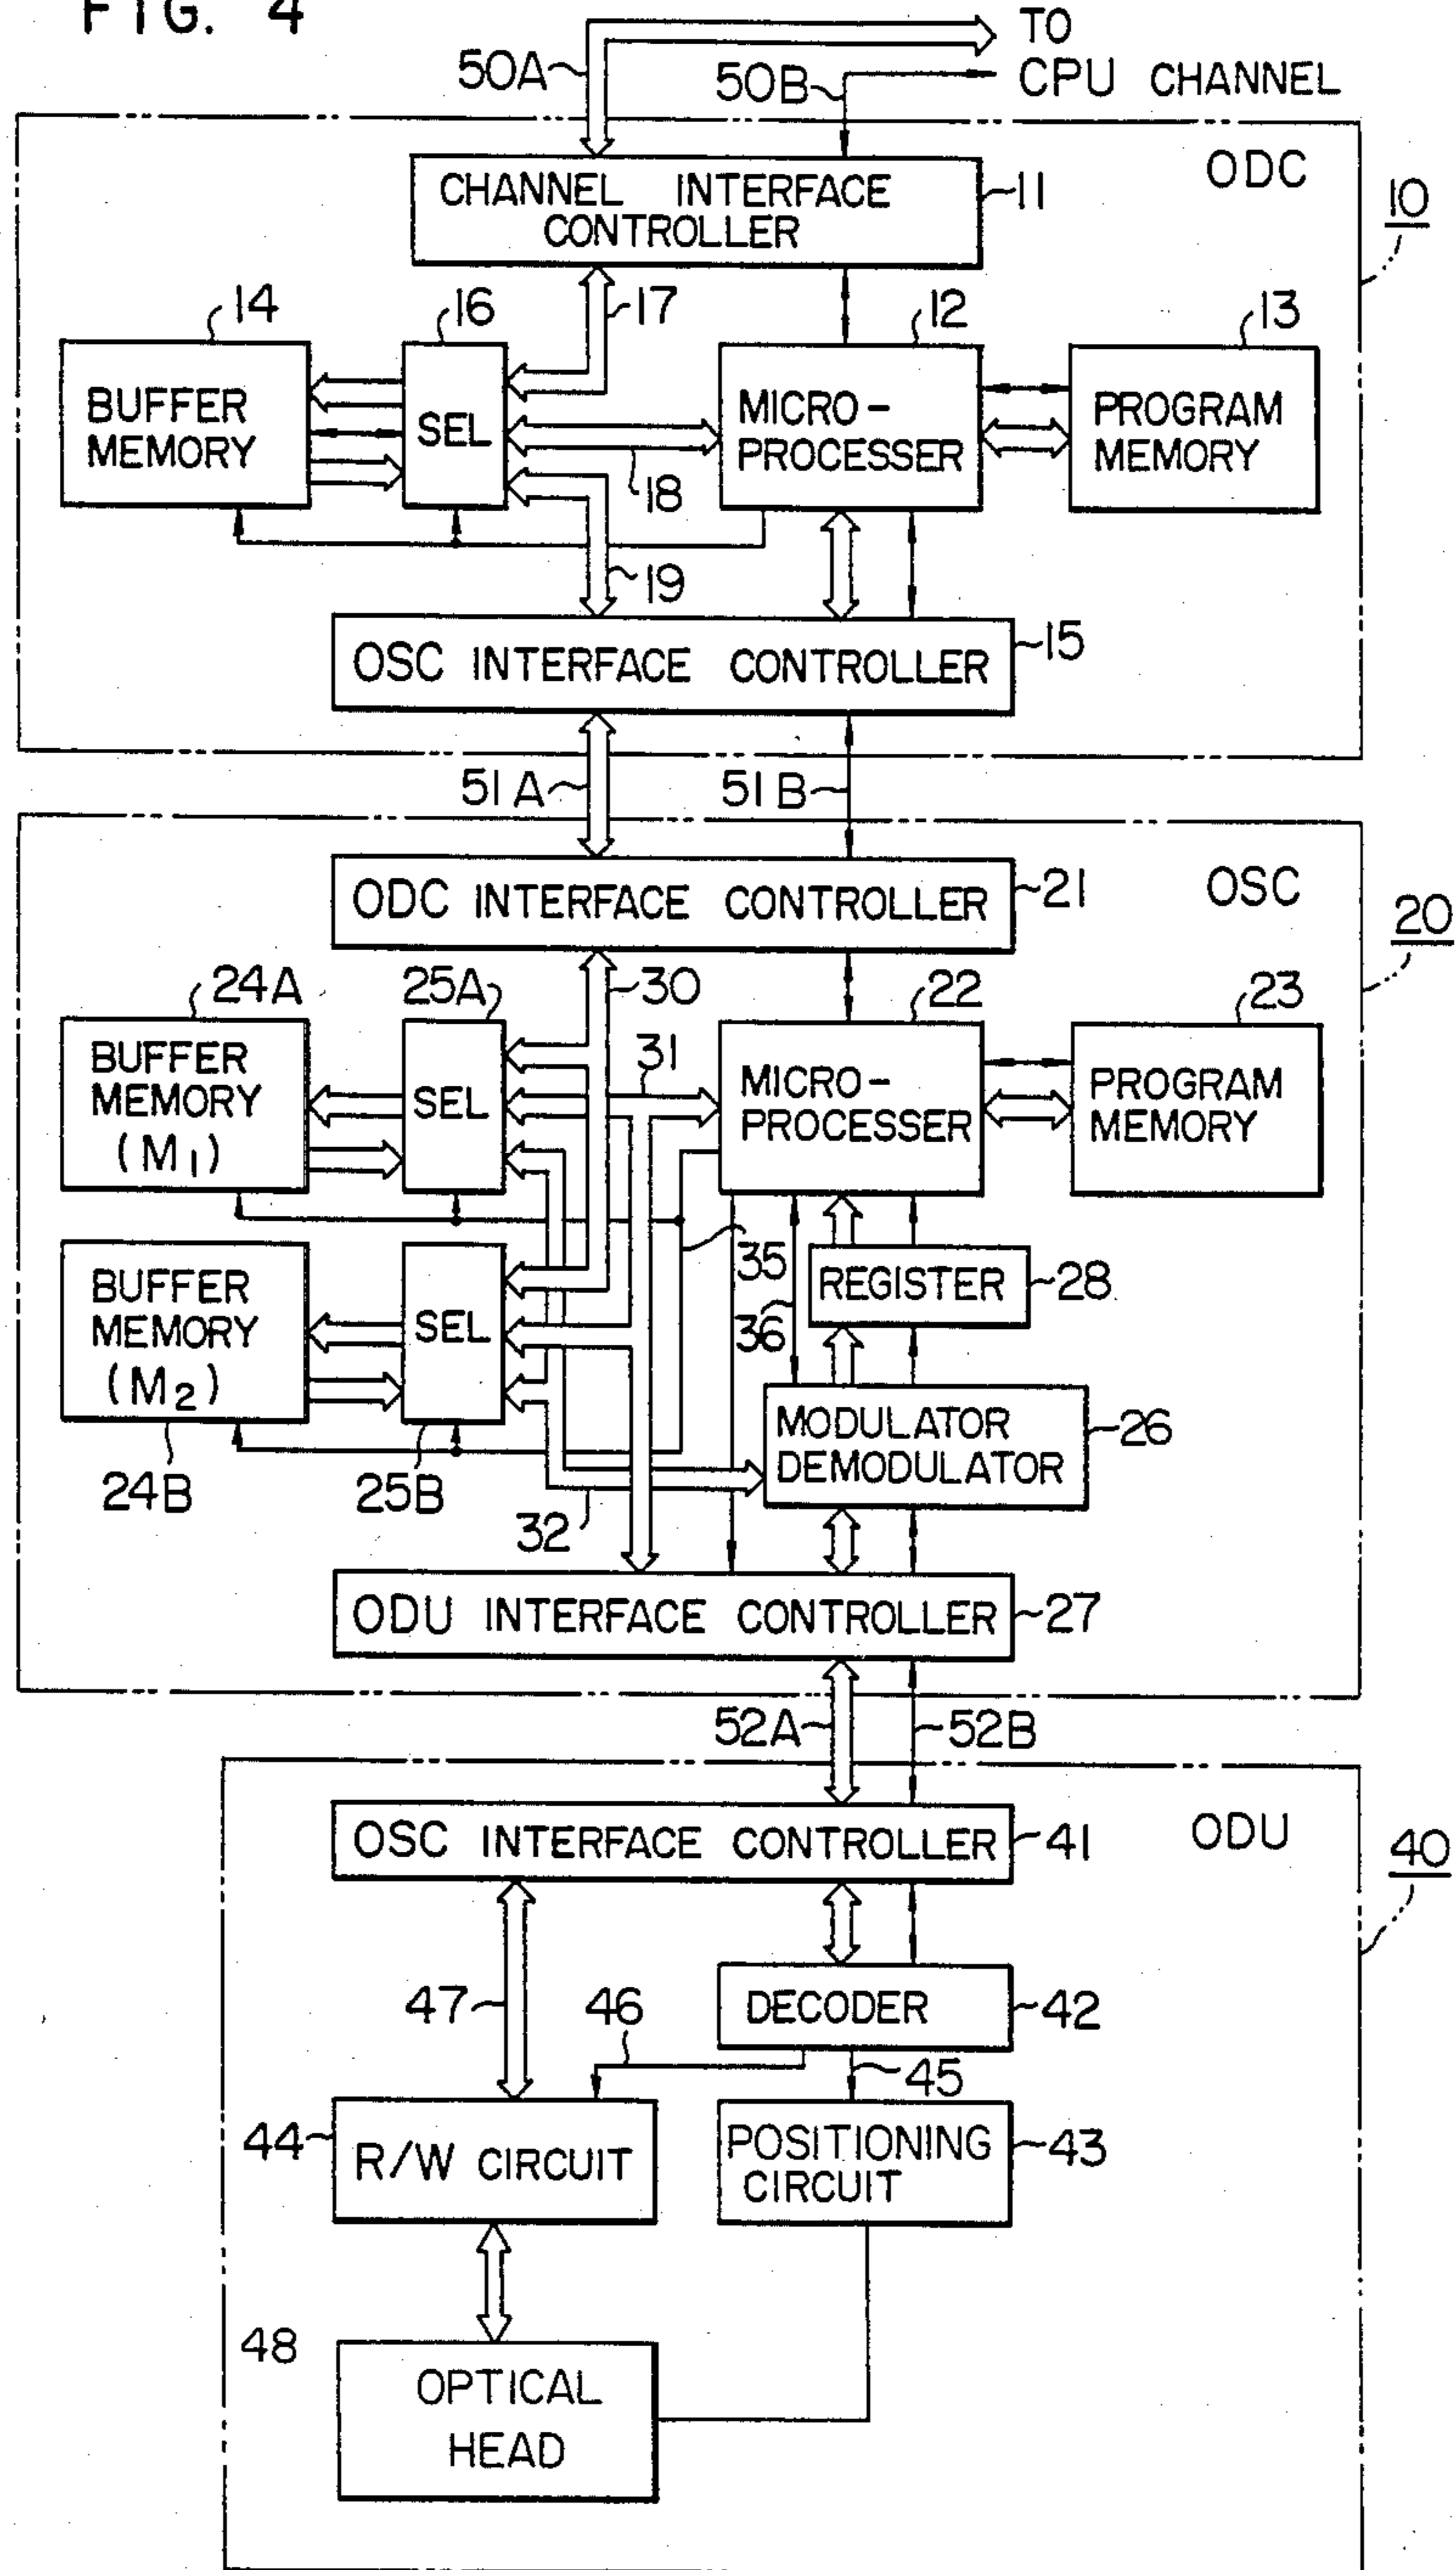 FIG. 4
TO
CPU CHANNEL
50A
50B
ODC
10
CHANNEL INTERFACE
CONTROLLER
11
14
16
17
12
13
BUFFER
MEMORY
SEL
MICRO-
PROCESSER
PROGRAM
MEMORY
18
19
OSC INTERFACE CONTROLLER
15
51A
51B
ODC INTERFACE CONTROLLER
21
OSC
20
24A
25A
30
22
23
31
BUFFER
MEMORY
(M1)
SEL
MICRO-
PROCESSER
PROGRAM
MEMORY
35
36
REGISTER
28
BUFFER
MEMORY
(M2)
SEL
MODULATOR
DEMODULATOR
26
24B
25B
32
ODU INTERFACE CONTROLLER
27
52A
52B
OSC INTERFACE CONTROLLER
41
ODU
40
47
46
DECODER
42
45
44
R/W CIRCUIT
POSITIONING
CIRCUIT
43
48
OPTICAL
HEAD